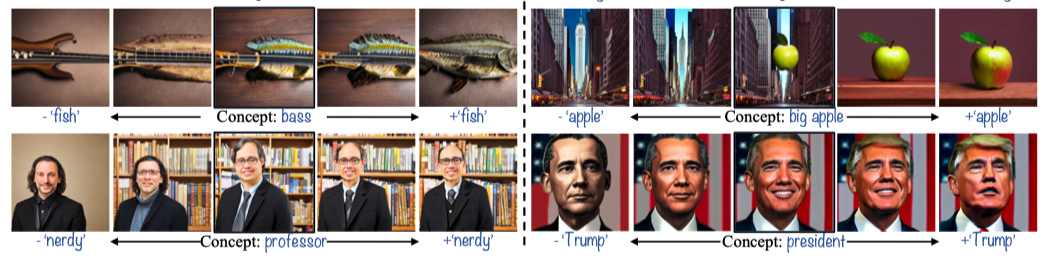 - 'fish' Concept: bass +'fish'
- 'apple' Concept: big apple +'apple'
- 'nerdy' Concept: professor +'nerdy'
- 'Trump' Concept: president +'Trump'